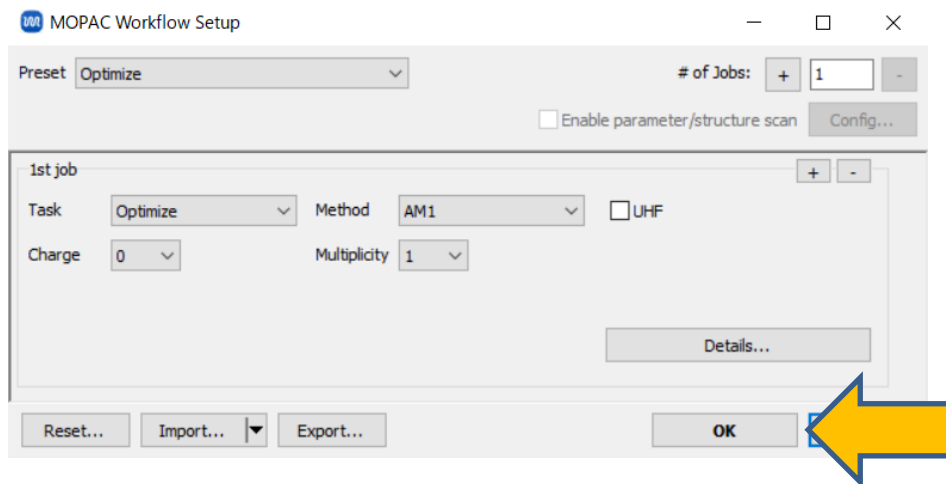 MOPAC Workflow Setup
Preset Optimize # of Jobs: + 1 -
Enable parameter/structure scan Config...
1st job + -
Task Optimize Method AM1 UHF
Charge 0 Multiplicity 1
Details...
Reset... Import... Export... OK